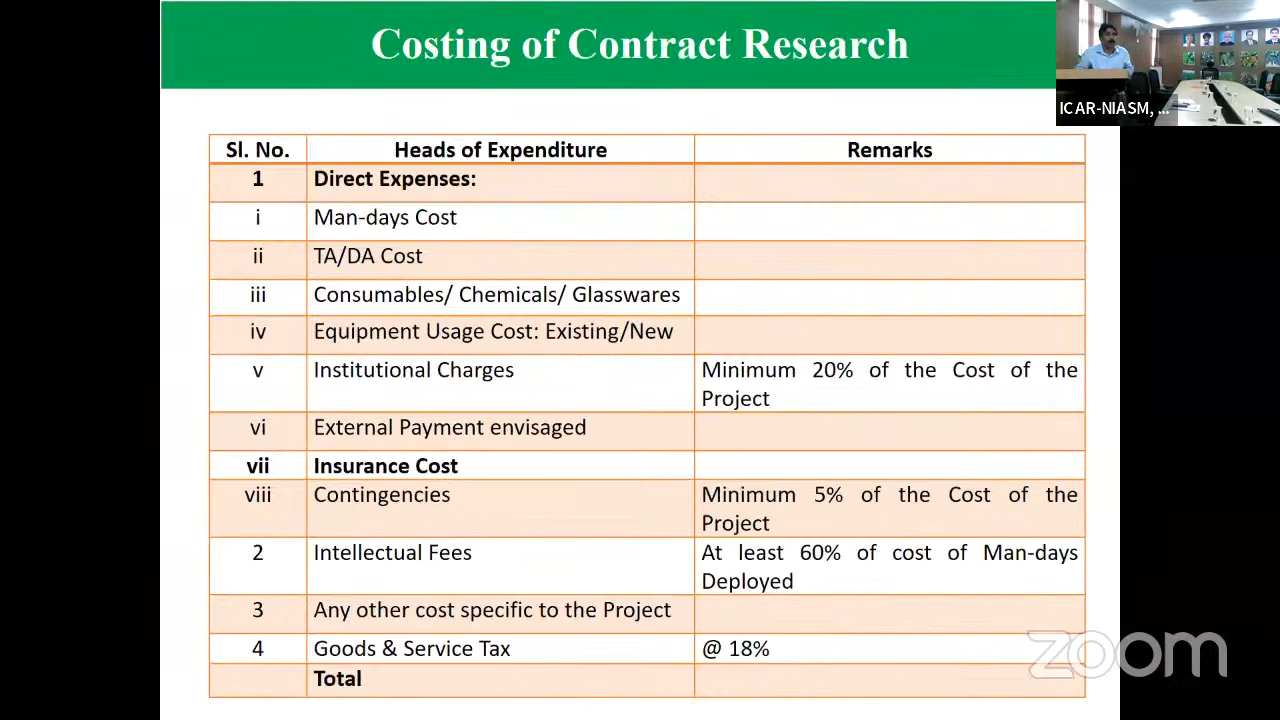 Costing of Contract Research
ICAR-NIASM, ...
Sl. No. Heads of Expenditure Remarks
1 Direct Expenses:
i Man-days Cost
ii TA/DA Cost
iii Consumables/ Chemicals/ Glasswares
iv Equipment Usage Cost: Existing/New
v Institutional Charges Minimum 20% of the Cost of the
Project
vi External Payment envisaged
vii Insurance Cost
viii Contingencies Minimum 5% of the Cost of the
Project
2 Intellectual Fees At least 60% of cost of Man-days
Deployed
3 Any other cost specific to the Project
4 Goods & Service Tax @ 18%
Total
zoom